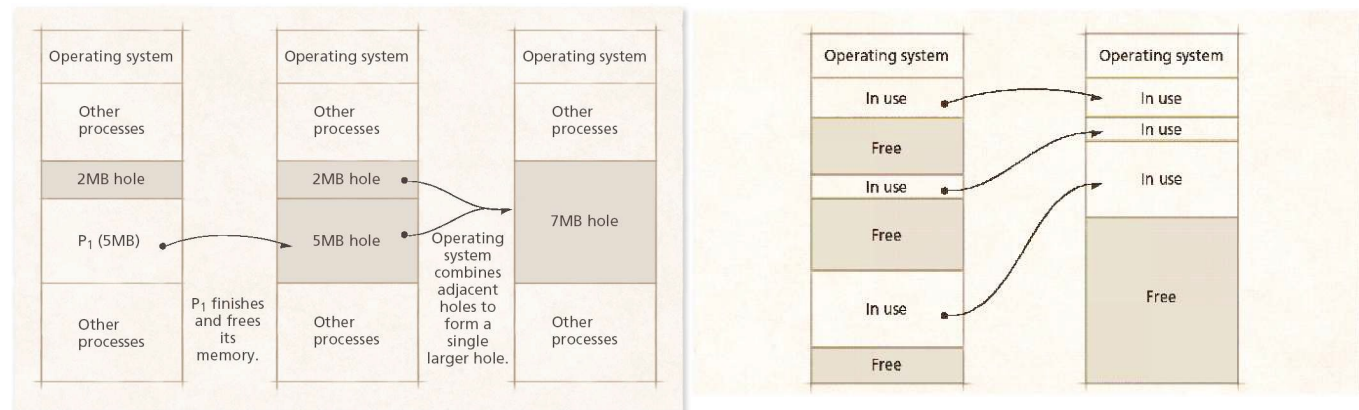 Operating system
Other
processes
2MB hole
P1 (5MB)
Other
processes
P1 finishes
and frees
its
memory.
Operating system
Other
processes
2MB hole
5MB hole
Other
processes
Operating
system
combines
adjacent
holes to
form a
single
larger hole.
Operating system
Other
processes
7MB hole
Other
processes
Operating system
In use
Free
In use
Free
In use
Free
Operating system
In use
In use
In use
Free